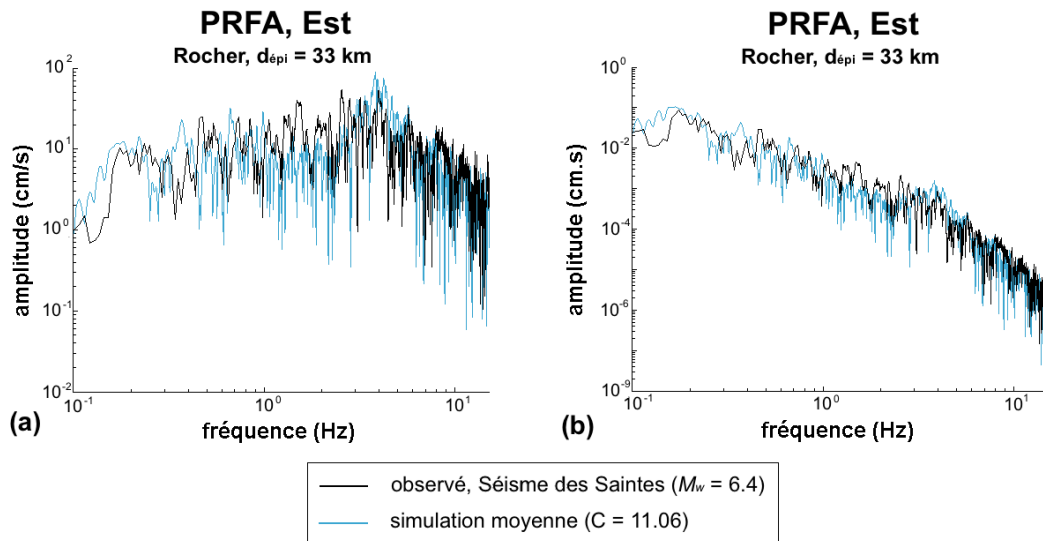 PRFA, Est
Rocher, dépi = 33 km
10²
10¹
10⁰
10⁻¹
10⁻²
amplitude (cm/s)
10⁻¹
10⁰
10¹
fréquence (Hz)
(a)
PRFA, Est
Rocher, dépi = 33 km
10⁰
10⁻²
10⁻⁴
10⁻⁶
10⁻⁹
amplitude (cm.s)
10⁻¹
10⁰
10¹
fréquence (Hz)
(b)
observé, Séisme des Saintes (Mw = 6.4)
simulation moyenne (C = 11.06)